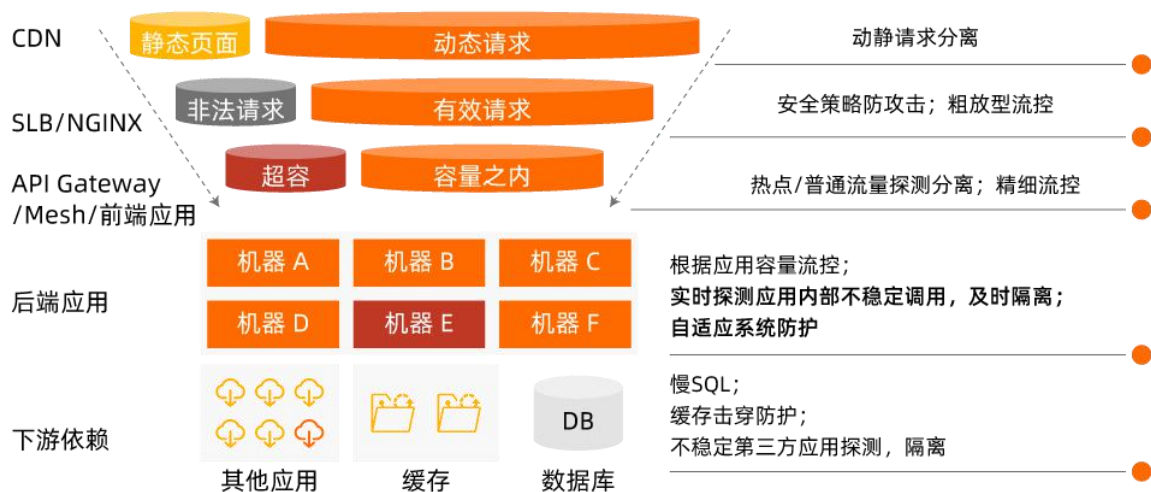 CDN
静态页面
动态请求
动静请求分离
SLB/NGINX
非法请求
有效请求
安全策略防攻击；粗放型流控
API Gateway
/Mesh/前端应用
超容
容量之内
热点/普通流量探测分离；精细流控
后端应用
机器 A
机器 B
机器 C
机器 D
机器 E
机器 F
根据应用容量流控；
实时探测应用内部不稳定调用，及时隔离；
自适应系统防护
下游依赖
DB
其他应用
缓存
数据库
慢SQL；
缓存击穿防护；
不稳定第三方应用探测，隔离